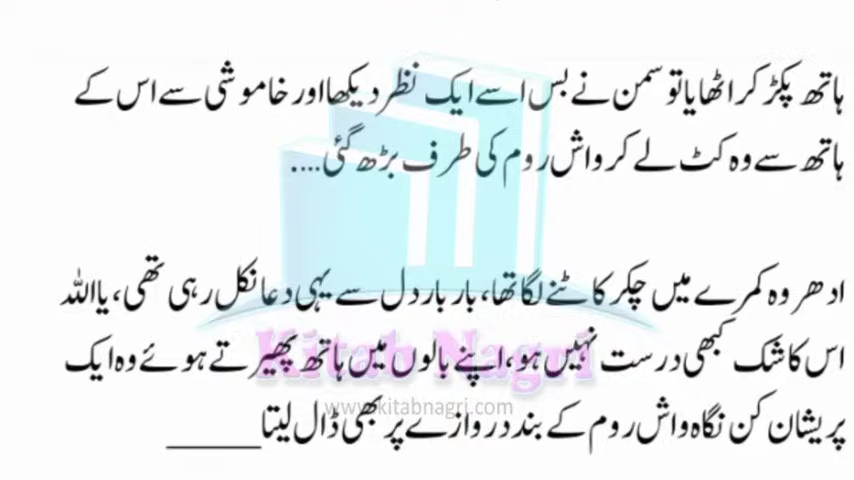 ہاتھ پکڑ کر اٹھایا تو سمن نے بس اسے ایک نظر دیکھا اور خاموشی سے اس کے
ہاتھ سے وہ کٹ لے کر واش روم کی طرف بڑھ گئی....
ادھر وہ کمرے میں چکر کاٹنے لگا تھا، بار بار دل سے یہی دعا نکل رہی تھی، یا اللہ
اس کا شک کبھی درست نہیں ہو، اپنے بالوں میں ہاتھ پھیرتے ہوئے وہ ایک
پریشان کن نگاہ واش روم کے بند دروازے پر بھی ڈال لیتا______
Kitab Nagri
www.kitabnagri.com